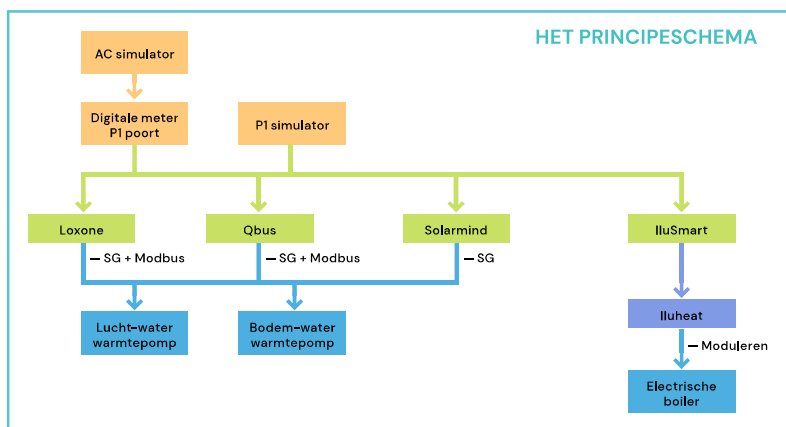 HET PRINCIPESCHEMA
AC simulator
Digitale meter
P1 poort
P1 simulator
Loxone
Qbus
Solarmind
IluSmart
– SG + Modbus
– SG + Modbus
– SG
Lucht-water
warmtepomp
Bodem-water
warmtepomp
Iluheat
– Moduleren
Electrische
boiler